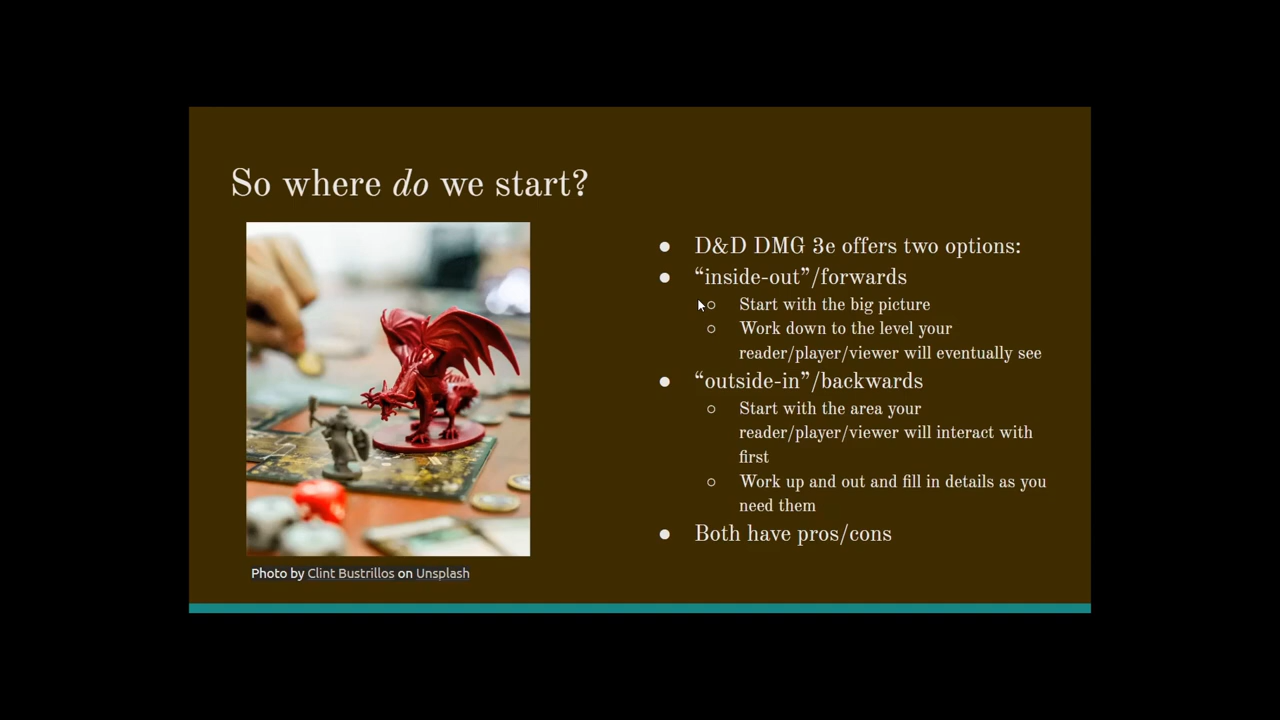 So where do we start?
● D&D DMG 3e offers two options:
● “inside-out”/forwards
○ Start with the big picture
○ Work down to the level your
reader/player/viewer will eventually see
● “outside-in”/backwards
○ Start with the area your
reader/player/viewer will interact with
first
○ Work up and out and fill in details as you
need them
● Both have pros/cons
Photo by Clint Bustrillos on Unsplash